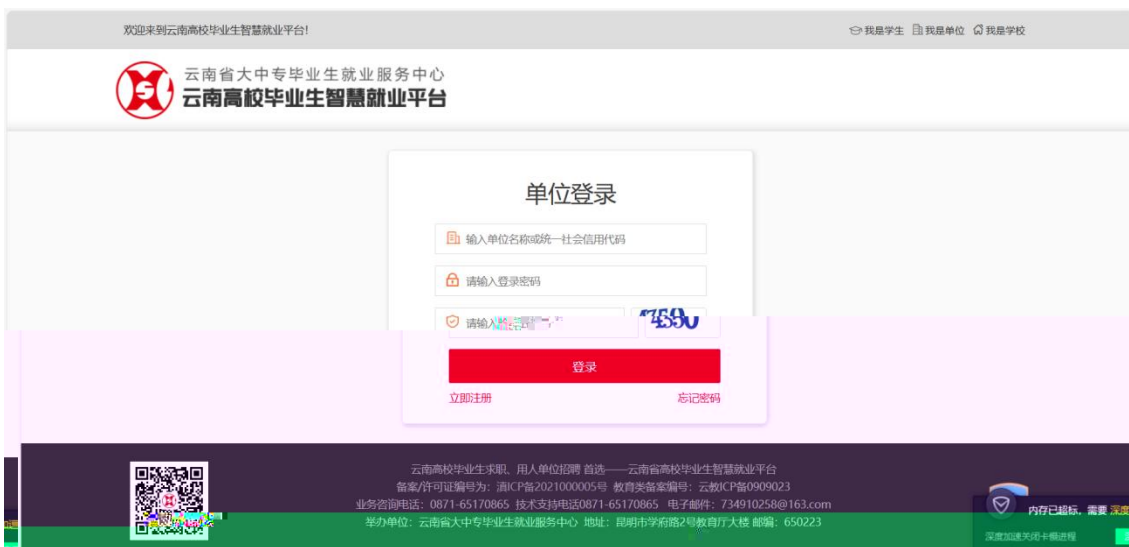 欢迎来到云南高校毕业生智慧就业平台!
我是学生 我是单位 我是学校
云南省大中专毕业生就业服务中心
云南高校毕业生智慧就业平台
单位登录
输入单位名称或统一社会信用代码
请输入登录密码
请输入
登录
立即注册 忘记密码
云南高校毕业生求职、用人单位招聘 首选——云南省高校毕业生智慧就业平台
备案/许可证编号为：滇ICP备2021000005号 教育类备案编号：云教ICP备0909023
业务咨询电话：0871-65170865 技术支持电话0871-65170865 电子邮件：734910258@163.com
举办单位：云南省大中专毕业生就业服务中心 地址：昆明市学府路2号教育厅大楼 邮编：650223
内存已超标，需要 深度
深度加速关闭卡慢进程